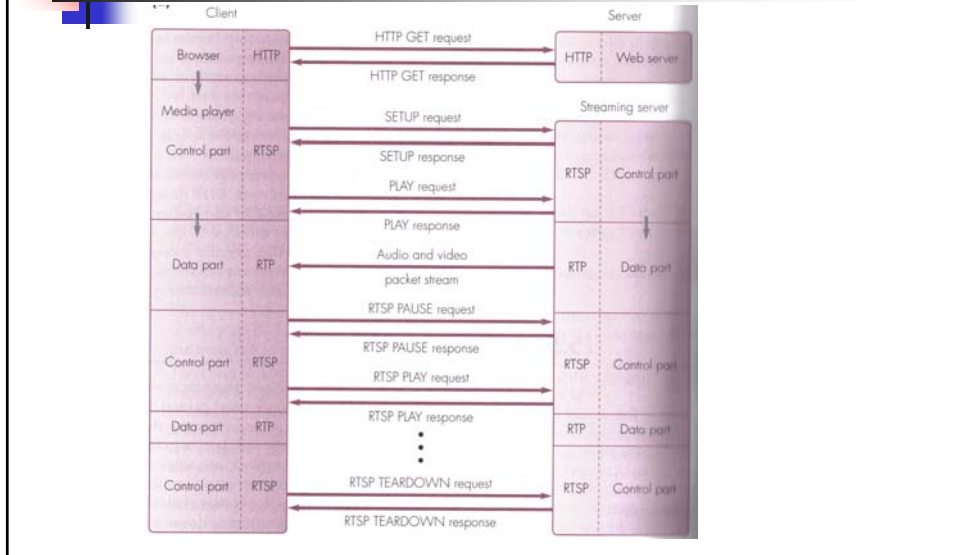 Client
Server
Browser HTTP
HTTP GET request
HTTP Web server
HTTP GET response
Media player
Streaming server
SETUP request
Control part RTSP
SETUP response
RTSP Control part
PLAY request
PLAY response
Data part RTP
Audio and video
packet stream
RTP Data part
RTSP PAUSE request
RTSP PAUSE response
Control part RTSP
RTSP Control part
RTSP PLAY request
RTSP PLAY response
Data part RTP
RTP Data part
Control part RTSP
RTSP TEARDOWN request
RTSP Control part
RTSP TEARDOWN response